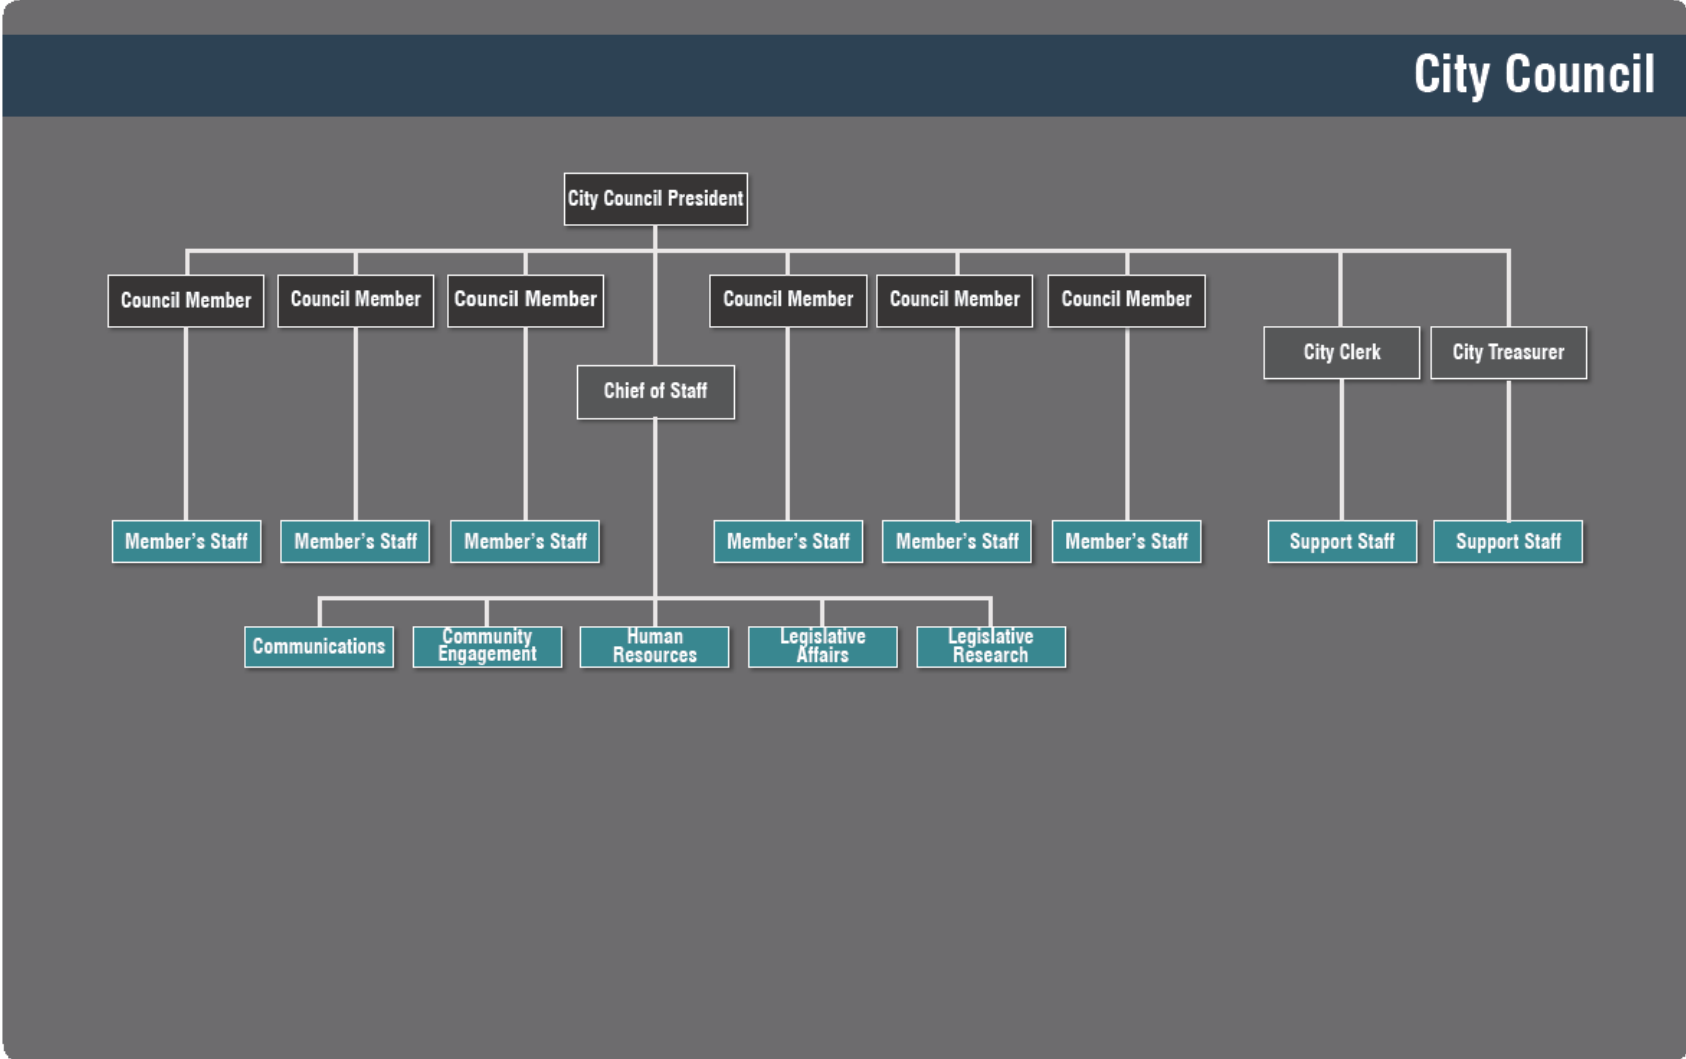 City Council
City Council President
Council Member
Council Member
Council Member
Council Member
Council Member
Council Member
City Clerk
City Treasurer
Chief of Staff
Member’s Staff
Member’s Staff
Member’s Staff
Member’s Staff
Member’s Staff
Member’s Staff
Support Staff
Support Staff
Communications
Community
Engagement
Human
Resources
Legislative
Affairs
Legislative
Research